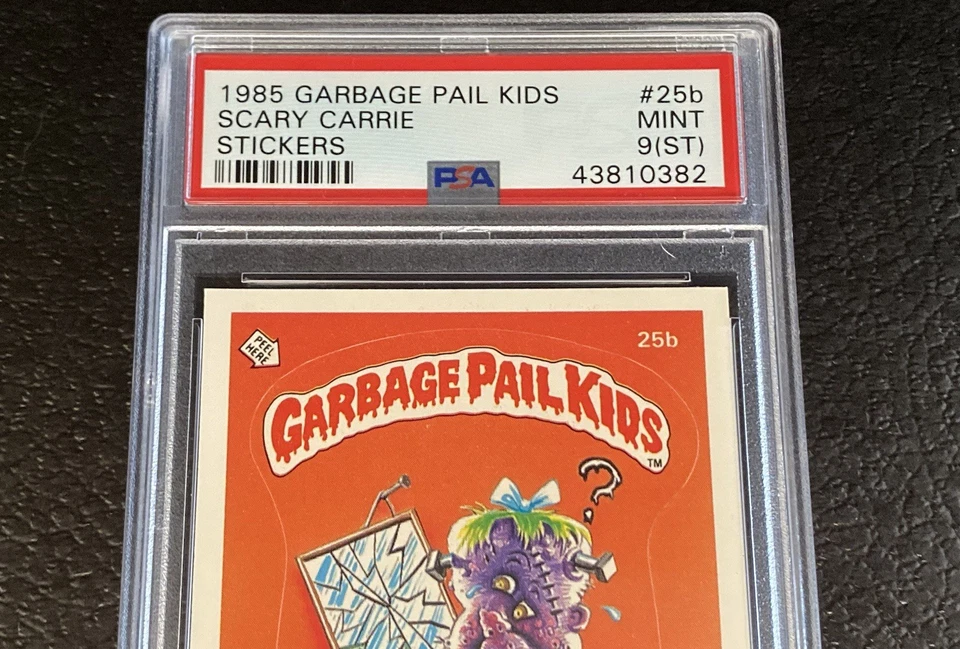 1985 GARBAGE PAIL KIDS #25b
SCARY CARRIE MINT
STICKERS 9(ST)
PSA 43810382
PEEL
HERE
25b
GARBAGE PAIL KIDS
TM
?